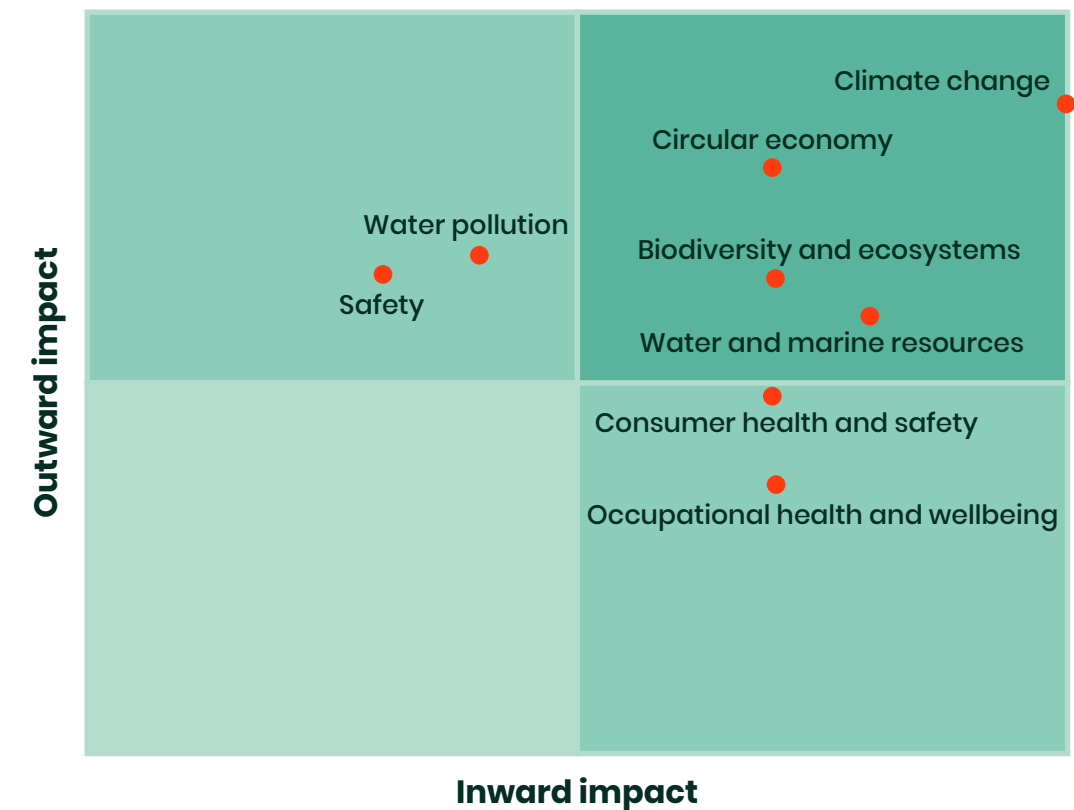 Climate change
Circular economy
Water pollution
Biodiversity and ecosystems
Safety
Water and marine resources
Consumer health and safety
Occupational health and wellbeing
Outward impact
Inward impact